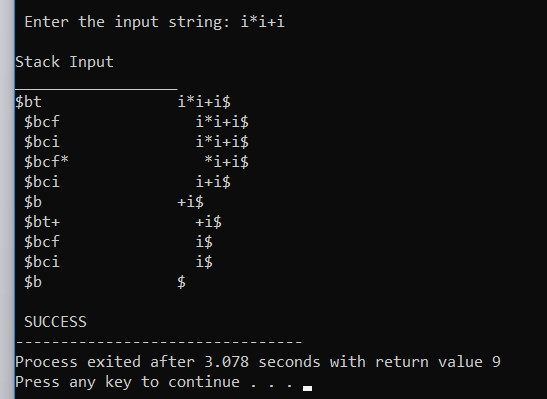 Enter the input string: i*i+i
Stack Input
__________________
$bt i*i+i$
$bcf i*i+i$
$bci i*i+i$
$bcf* *i+i$
$bci i+i$
$b +i$
$bt+ +i$
$bcf i$
$bci i$
$b $
SUCCESS
--------------------------------
Process exited after 3.078 seconds with return value 9
Press any key to continue . . .